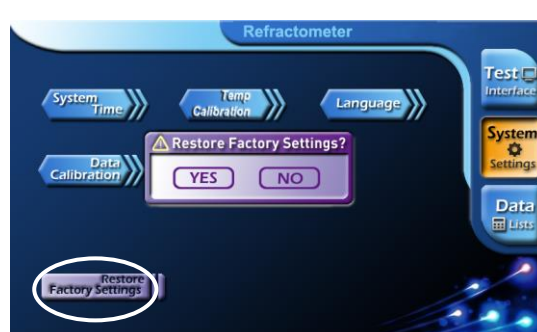 Refractometer
System
Time
Temp
Calibration
Language
Data
Calibration
Restore Factory Settings?
YES
NO
Restore
Factory Settings
Test
Interface
System
Settings
Data
Lists